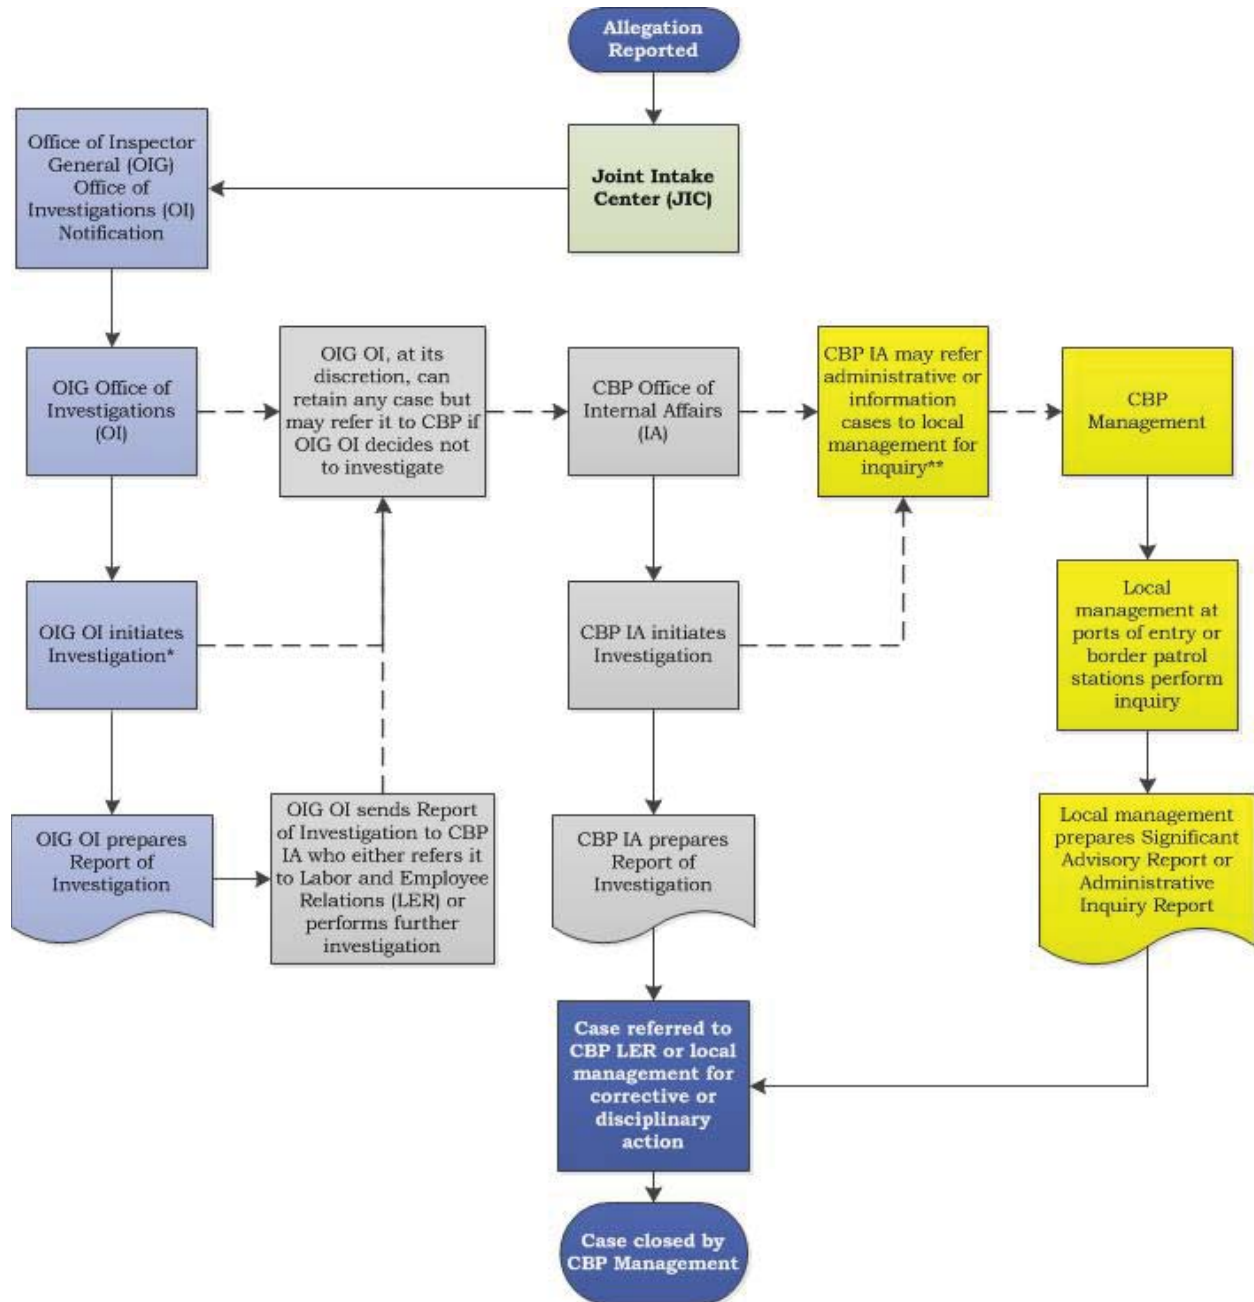 Allegation
Reported
Joint Intake
Center (JIC)
Office of Inspector
General (OIG)
Office of
Investigations (OI)
Notification
OIG Office of
Investigations
(OI)
OIG OI, at its
discretion, can
retain any case but
may refer it to CBP if
OIG OI decides not
to investigate
CBP Office of
Internal Affairs
(IA)
CBP IA may refer
administrative or
information
cases to local
management for
inquiry**
CBP
Management
OIG OI initiates
Investigation*
CBP IA initiates
Investigation
Local
management at
ports of entry or
border patrol
stations perform
inquiry
OIG OI prepares
Report of
Investigation
OIG OI sends Report
of Investigation to CBP
IA who either refers it
to Labor and Employee
Relations (LER) or
performs further
investigation
CBP IA prepares
Report of
Investigation
Local management
prepares Significant
Advisory Report or
Administrative
Inquiry Report
Case referred to
CBP LER or local
management for
corrective or
disciplinary
action
Case closed by
CBP Management